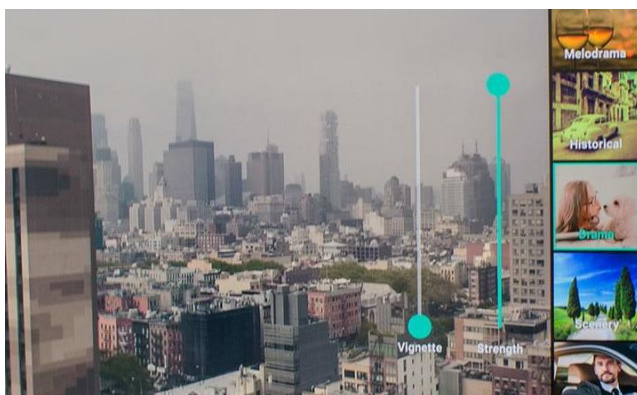 Melodrama
Historical
Drama
Scenery
Vignette
Strength